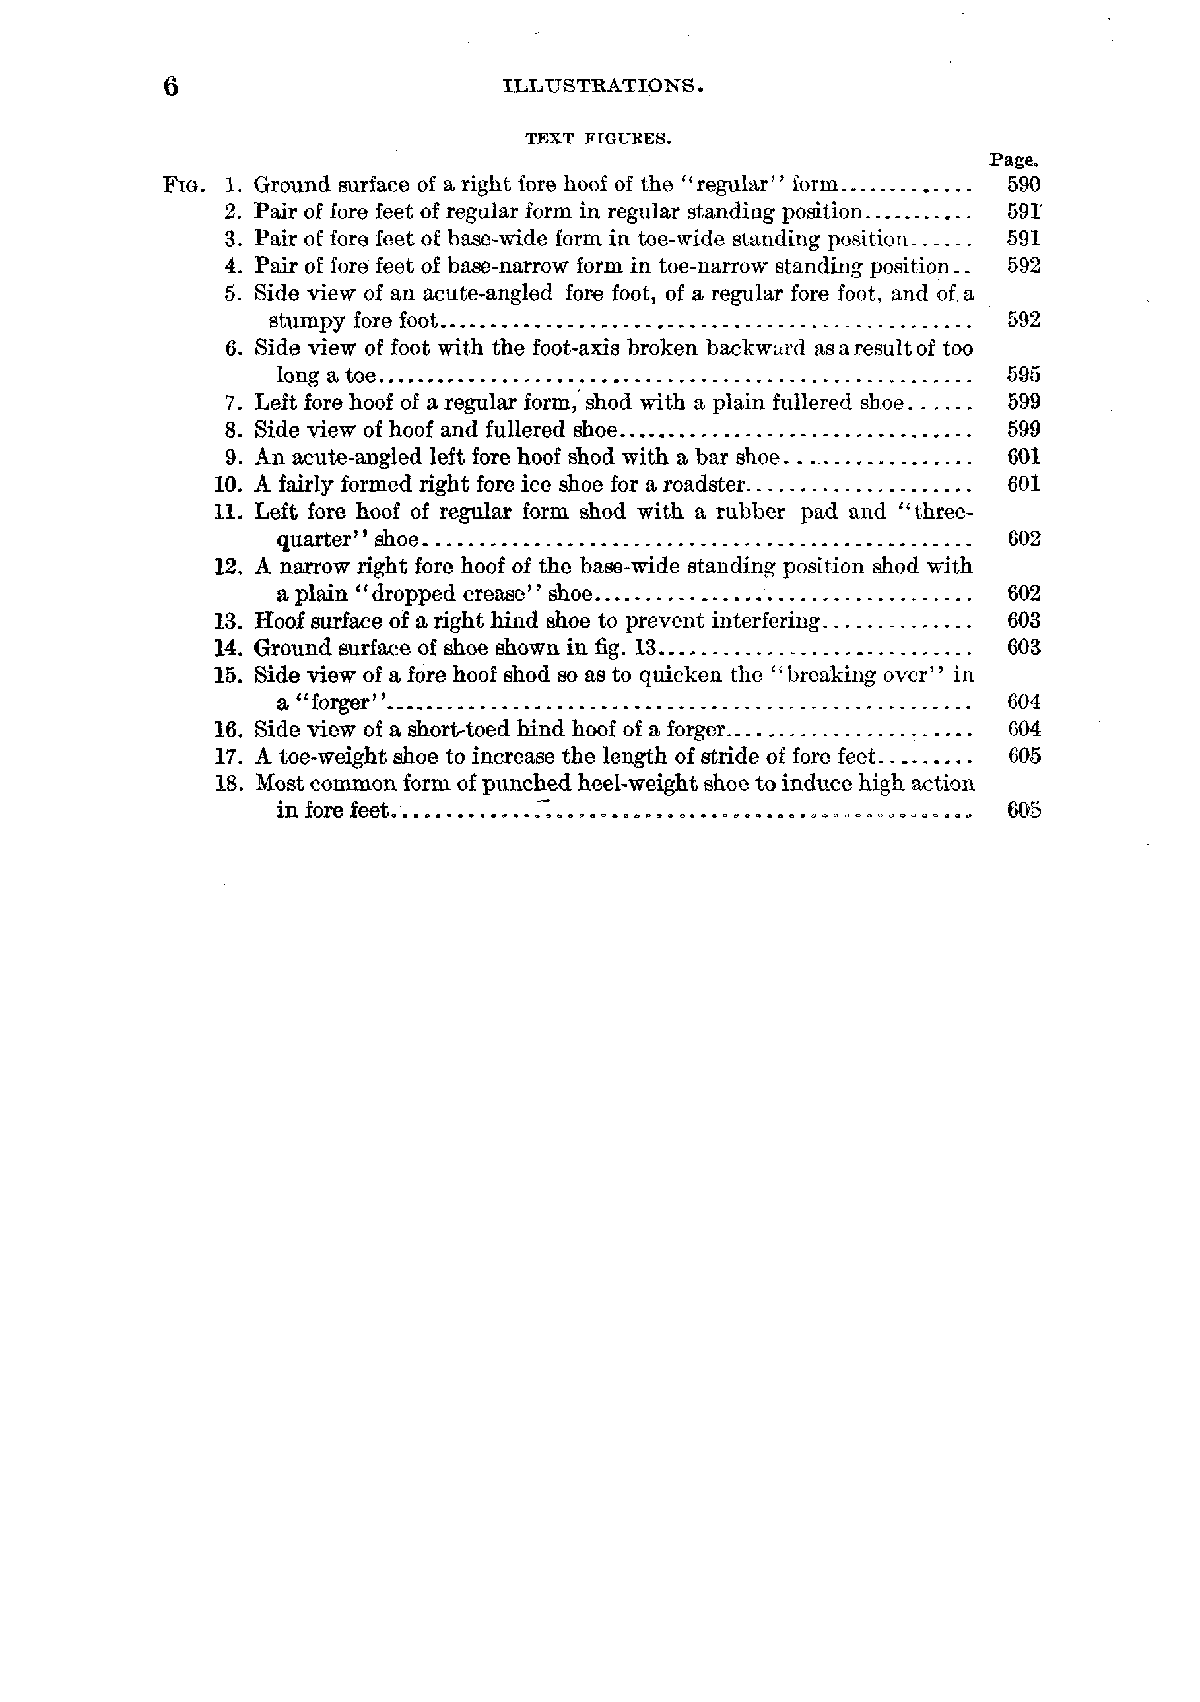 6 ILLUSTRATIONS.
TEXT FIGURES.
Page.
FIG. 1. Ground surface of a right fore hoof of the "regular" form............. 590
2. Pair of fore feet of regular form in regular standing position........... 591
3. Pair of fore feet of base-wide form in toe-wide standing position...... 591
4. Pair of fore feet of base-narrow form in toe-narrow standing position.. 592
5. Side view of an acute-angled fore foot, of a regular fore foot, and of a
stumpy fore foot.................................................. 592
6. Side view of foot with the foot-axis broken backward as a result of too
long a toe........................................................ 595
7. Left fore hoof of a regular form, shod with a plain fullered shoe...... 599
8. Side view of hoof and fullered shoe................................. 599
9. An acute-angled left fore hoof shod with a bar shoe.................. 601
10. A fairly formed right fore ice shoe for a roadster..................... 601
11. Left fore hoof of regular form shod with a rubber pad and "three-
quarter" shoe.................................................... 602
12. A narrow right fore hoof of the base-wide standing position shod with
a plain "dropped crease" shoe................................... 602
13. Hoof surface of a right hind shoe to prevent interfering.............. 603
14. Ground surface of shoe shown in fig. 13............................. 603
15. Side view of a fore hoof shod so as to quicken the "breaking over" in
a "forger"....................................................... 604
16. Side view of a short-toed hind hoof of a forger....................... 604
17. A toe-weight shoe to increase the length of stride of fore feet......... 605
18. Most common form of punched heel-weight shoe to induce high action
in fore feet...................................................... 605